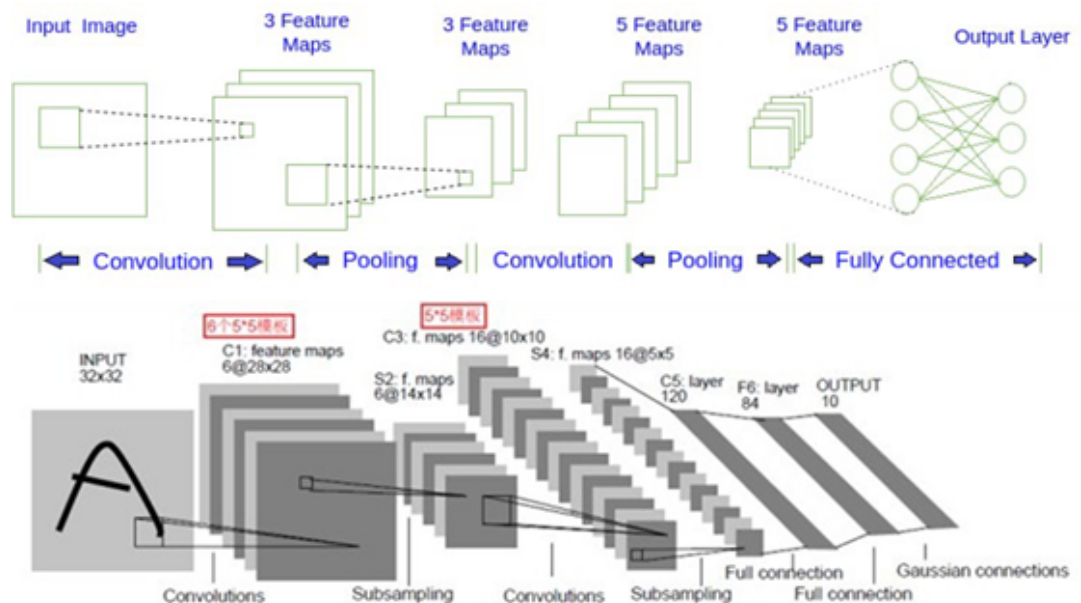 Input Image
3 Feature
Maps
3 Feature
Maps
5 Feature
Maps
5 Feature
Maps
Output Layer
Convolution
Pooling
Convolution
Pooling
Fully Connected
6个5*5模板
5*5模板
INPUT
32x32
C1: feature maps
6@28x28
S2: f. maps
6@14x14
C3: f. maps 16@10x10
S4: f. maps 16@5x5
C5: layer
120
F6: layer
84
OUTPUT
10
A
Convolutions
Subsampling
Convolutions
Subsampling
Full connection
Full connection
Gaussian connections